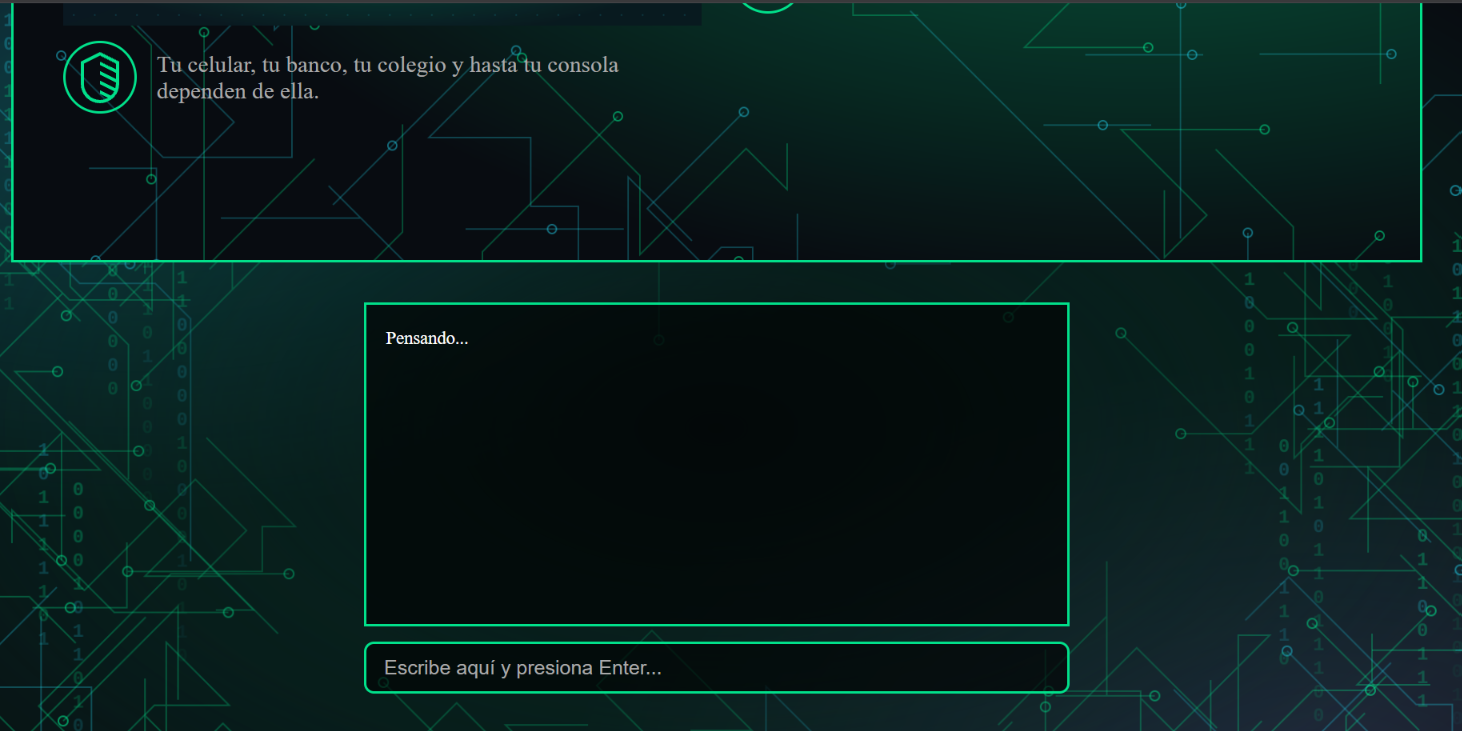 Tu celular, tu banco, tu colegio y hasta tu consola
dependen de ella.
Pensando...
Escribe aquí y presiona Enter...